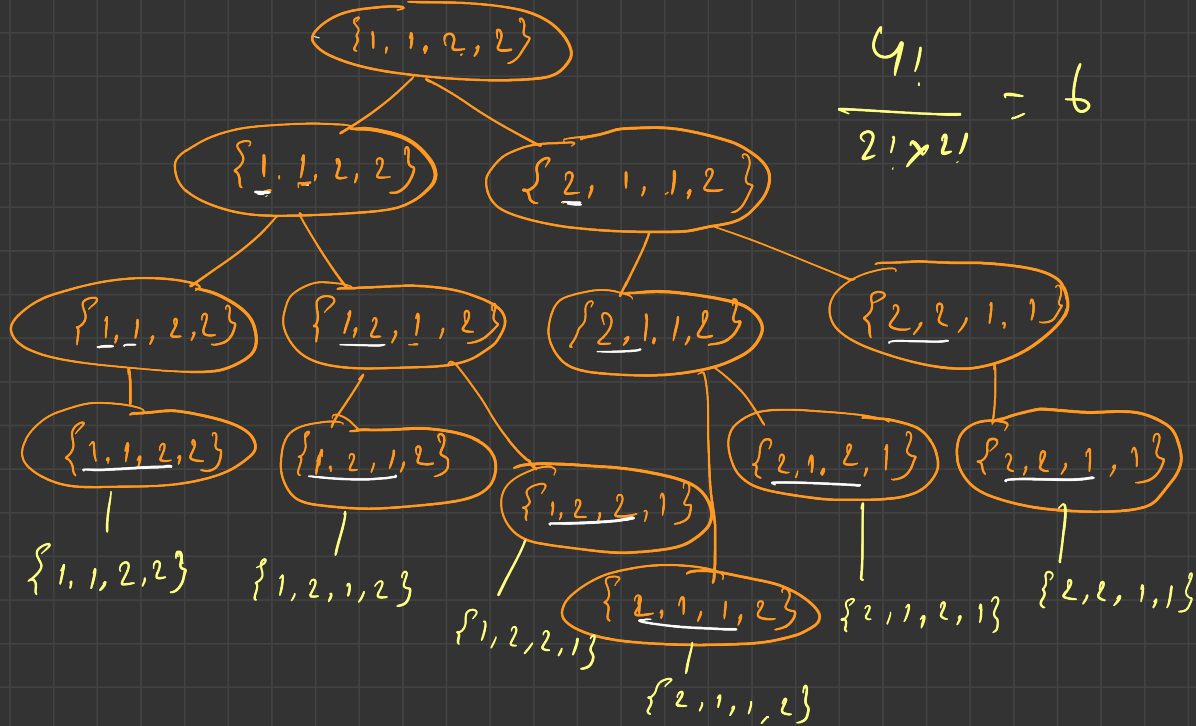 {1, 1, 2, 2}
4!
2! × 2!
= 6
{1, 1, 2, 2}
{2, 1, 1, 2}
{1, 1, 2, 2}
{1, 2, 1, 2}
{2, 1, 1, 2}
{2, 2, 1, 1}
{1, 1, 2, 2}
{1, 2, 1, 2}
{1, 2, 2, 1}
{2, 1, 2, 1}
{2, 2, 1, 1}
{2, 1, 1, 2}
{1, 1, 2, 2}
{1, 2, 1, 2}
{1, 2, 2, 1}
{2, 1, 1, 2}
{2, 1, 2, 1}
{2, 2, 1, 1}